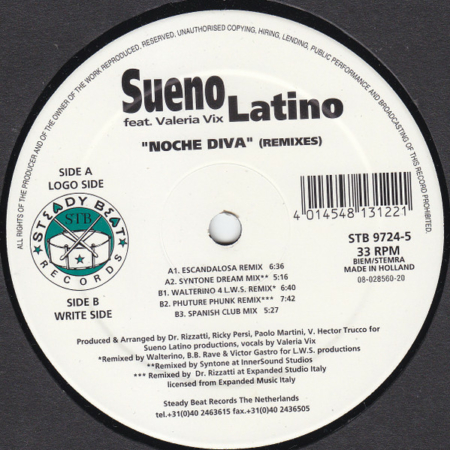 ALL RIGHTS OF THE PRODUCER AND OF THE OWNER OF THE WORK REPRODUCED, RESERVED, UNAUTHORISED COPYING, HIRING, LENDING, PUBLIC PERFORMANCE AND BROADCASTING OF THIS RECORD PROHIBITED.
Sueno Latino
feat. Valeria Vix
"NOCHE DIVA" (REMIXES)
SIDE A
LOGO SIDE
STEADY BEAT
STB
RECORDS
SIDE B
WRITE SIDE
4 014548 131221
STB 9724-5
33 RPM
BIEM/STEMRA
MADE IN HOLLAND
08-028560-20
A1. ESCANDALOSA REMIX 6:36
A2. SYNTONE DREAM MIX** 5:16
B1. WALTERINO 4 L.W.S. REMIX* 6:40
B2. PHUTURE PHUNK REMIX*** 7:42
B3. SPANISH CLUB MIX 5:27
Produced & Arranged by Dr. Rizzatti, Ricky Persi, Paolo Martini, V. Hector Trucco for
Sueno Latino productions, vocals by Valeria Vix
*Remixed by Walterino, B.B. Rave & Victor Gastro for L.W.S. productions
**Remixed by Syntone at InnerSound Studios
*** Remixed by Dr. Rizzatti at Expanded Studio Italy
licensed from Expanded Music Italy
Steady Beat Records The Netherlands
tel.+31(0)40 2463615 fax.+31(0)40 2436505